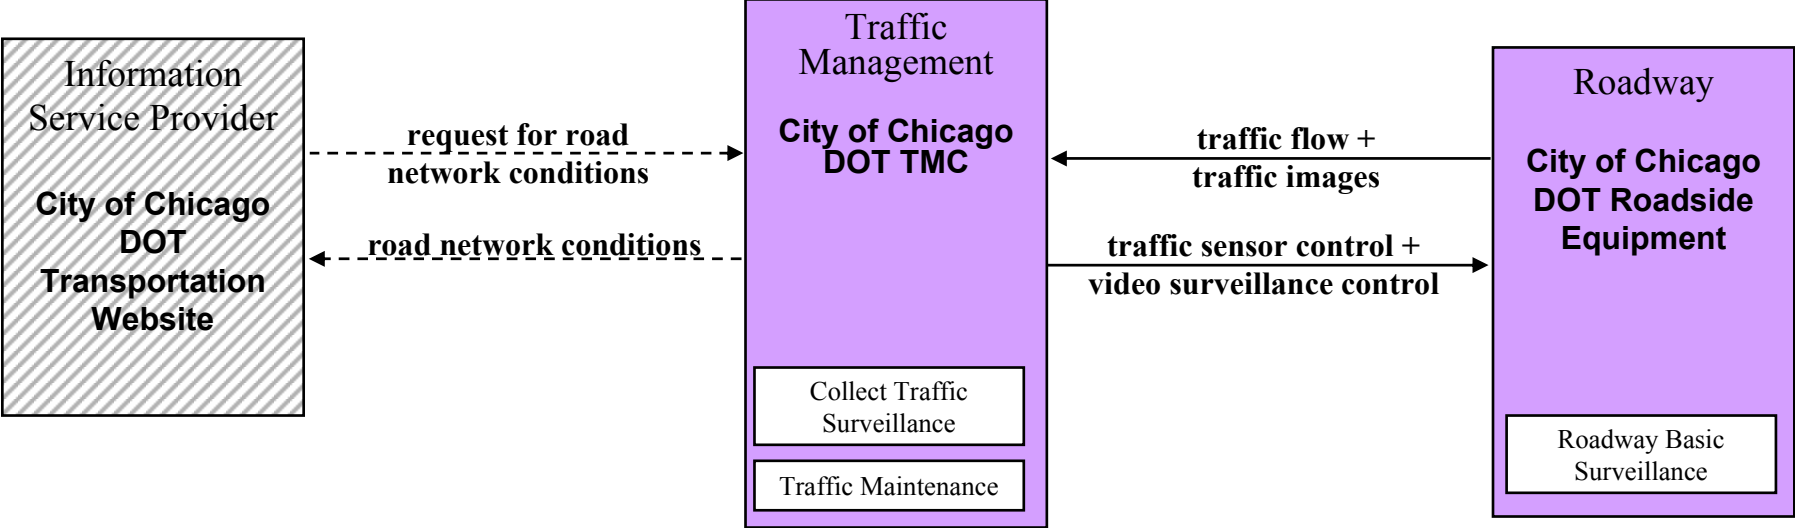 Information
Service Provider
City of Chicago
DOT
Transportation
Website
request for road
network conditions
road network conditions
Traffic
Management
City of Chicago
DOT TMC
Collect Traffic
Surveillance
Traffic Maintenance
traffic flow +
traffic images
traffic sensor control +
video surveillance control
Roadway
City of Chicago
DOT Roadside
Equipment
Roadway Basic
Surveillance